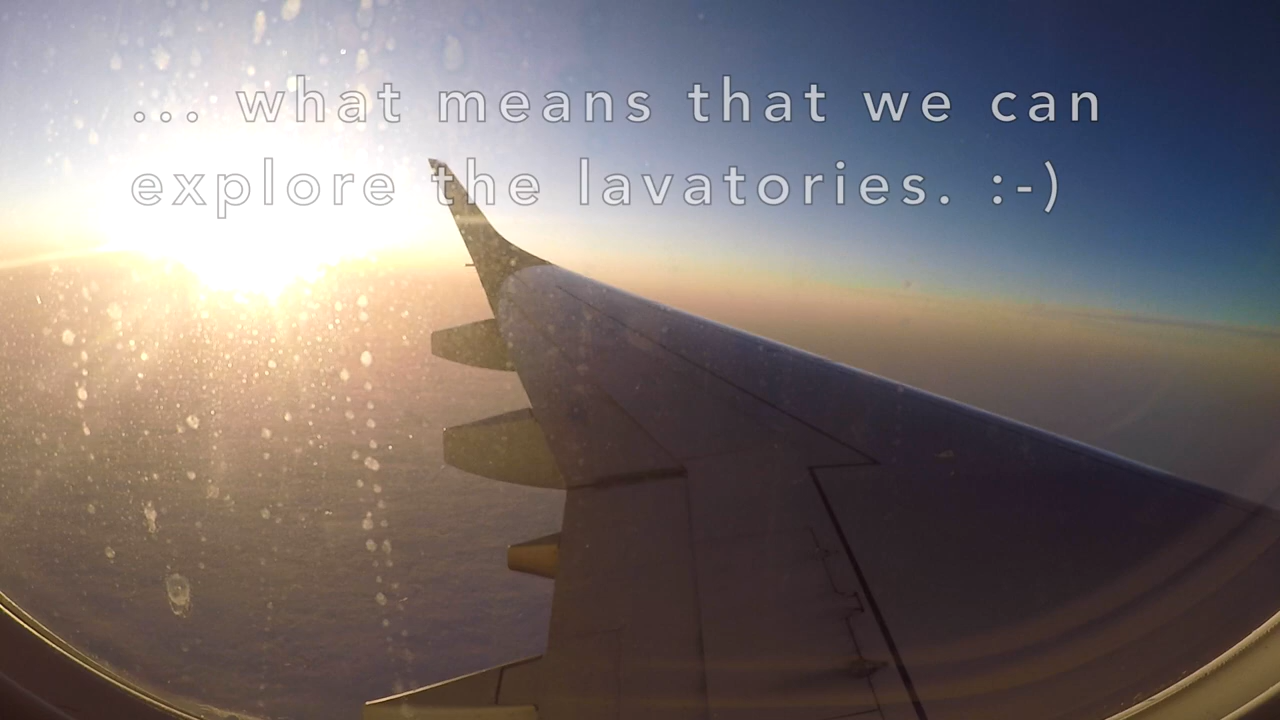 ... what means that we can
explore the lavatories. :-)